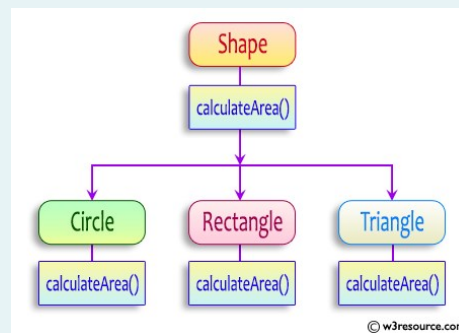 Shape
calculateArea()
Circle Rectangle Triangle
calculateArea() calculateArea() calculateArea()
© w3resource.com